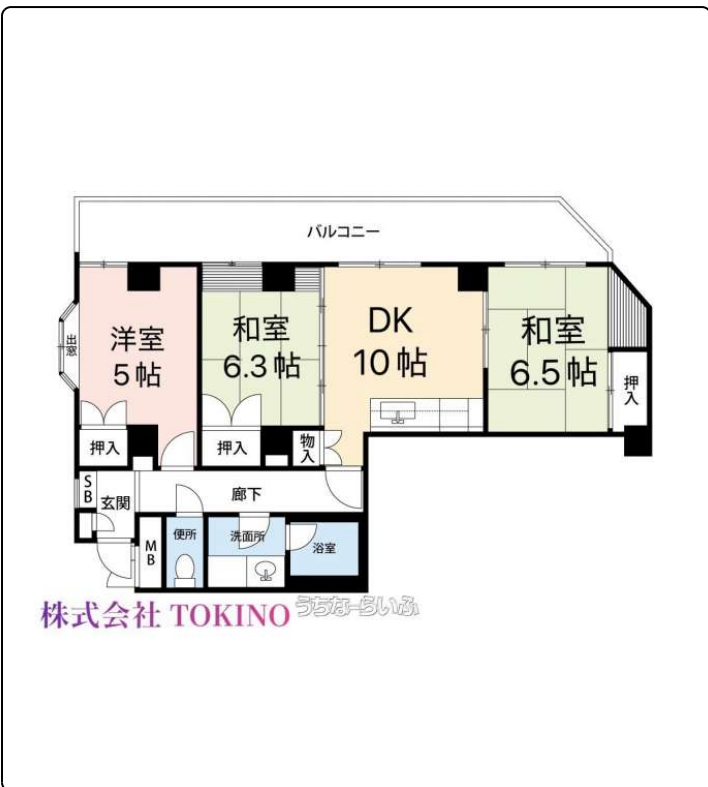 バルコニー
出窓
洋室
5帖
和室
6.3帖
DK
10帖
和室
6.5帖
押入
押入
押入
物入
SB
玄関
廊下
MB
便所
洗面所
浴室
株式会社 TOKINO
うちなーらいふ